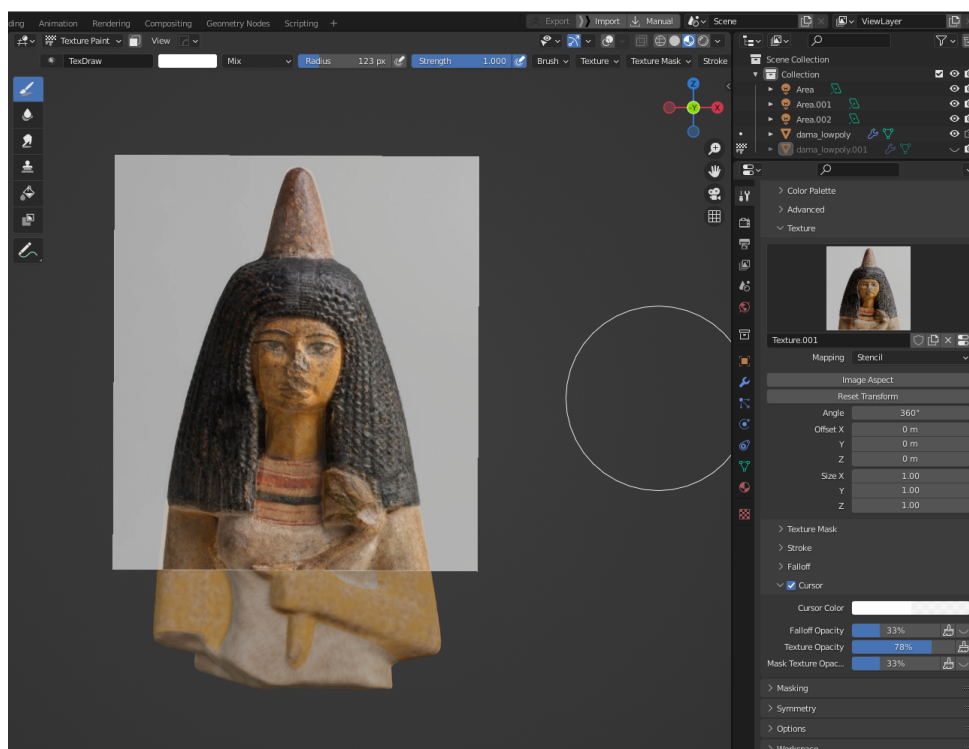 ding Animation Rendering Compositing Geometry Nodes Scripting + Export Import Manual Scene ViewLayer
Texture Paint View
TexDraw Mix Radius 123 px Strength 1.000 Brush Texture Texture Mask Stroke
Z
-Y X
Scene Collection
Collection
Area
Area.001
Area.002
dama_lowpoly
dama_lowpoly.001
Color Palette
Advanced
Texture
Texture.001
Mapping Stencil
Image Aspect
Reset Transform
Angle 360°
Offset X 0 m
Y 0 m
Z 0 m
Size X 1.00
Y 1.00
Z 1.00
Texture Mask
Stroke
Falloff
Cursor
Cursor Color
Falloff Opacity 33%
Texture Opacity 78%
Mask Texture Opac... 33%
Masking
Symmetry
Options
Workspace